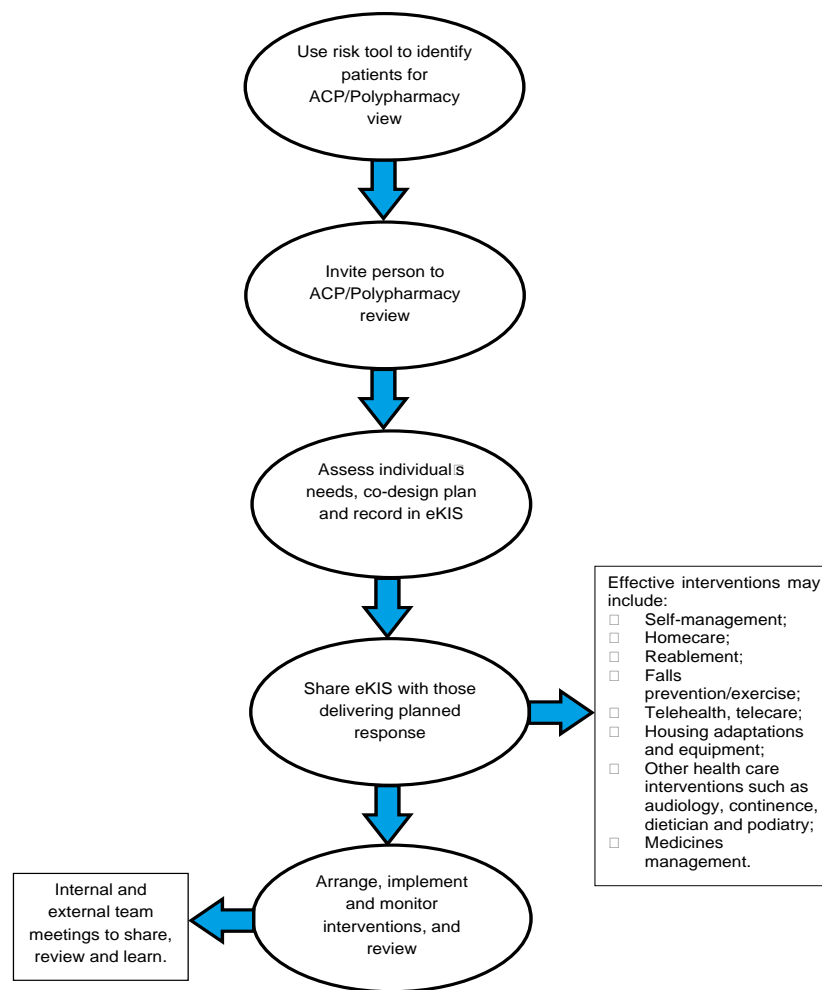 Use risk tool to identify
patients for
ACP/Polypharmacy
view
Invite person to
ACP/Polypharmacy
review
Assess individual□s
needs, co-design plan
and record in eKIS
Share eKIS with those
delivering planned
response
Effective interventions may
include:
□ Self-management;
□ Homecare;
□ Reablement;
□ Falls
prevention/exercise;
□ Telehealth, telecare;
□ Housing adaptations
and equipment;
□ Other health care
interventions such as
audiology, continence,
dietician and podiatry;
□ Medicines
management.
Arrange, implement
and monitor
interventions, and
review
Internal and
external team
meetings to share,
review and learn.